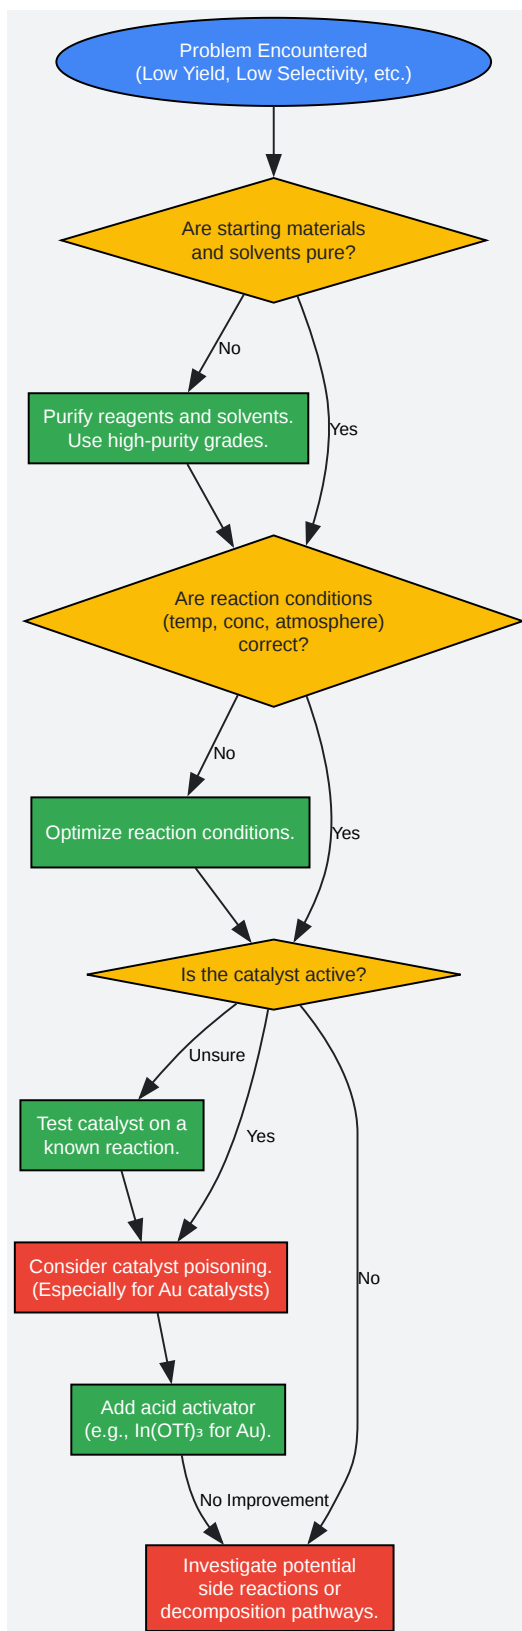 Problem Encountered
(Low Yield, Low Selectivity, etc.)
Are starting materials
and solvents pure?
No
Purify reagents and solvents.
Use high-purity grades.
Yes
Are reaction conditions
(temp, conc, atmosphere)
correct?
No
Optimize reaction conditions.
Yes
Is the catalyst active?
Unsure
Test catalyst on a
known reaction.
Yes
Consider catalyst poisoning.
(Especially for Au catalysts)
No
Add acid activator
(e.g., In(OTf)₃ for Au).
No Improvement
Investigate potential
side reactions or
decomposition pathways.